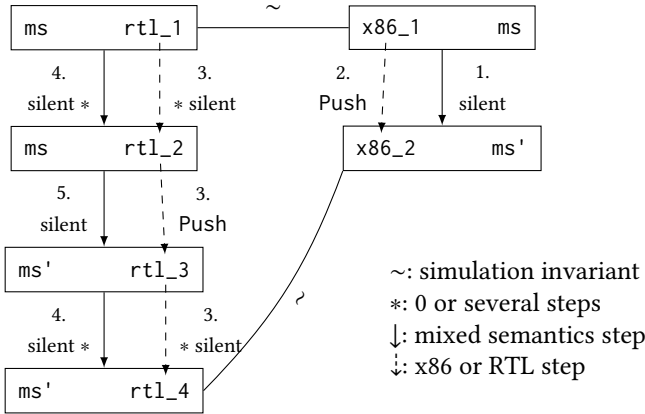 ∼
ms rtl_1 x86_1 ms
4. 3. 2. 1.
silent ∗ ∗ silent Push silent
ms rtl_2 x86_2 ms'
5. 3.
silent Push
ms' rtl_3
∼: simulation invariant
4. 3. ∼ ∗: 0 or several steps
silent ∗ ∗ silent ↓: mixed semantics step
⇣: x86 or RTL step
ms' rtl_4